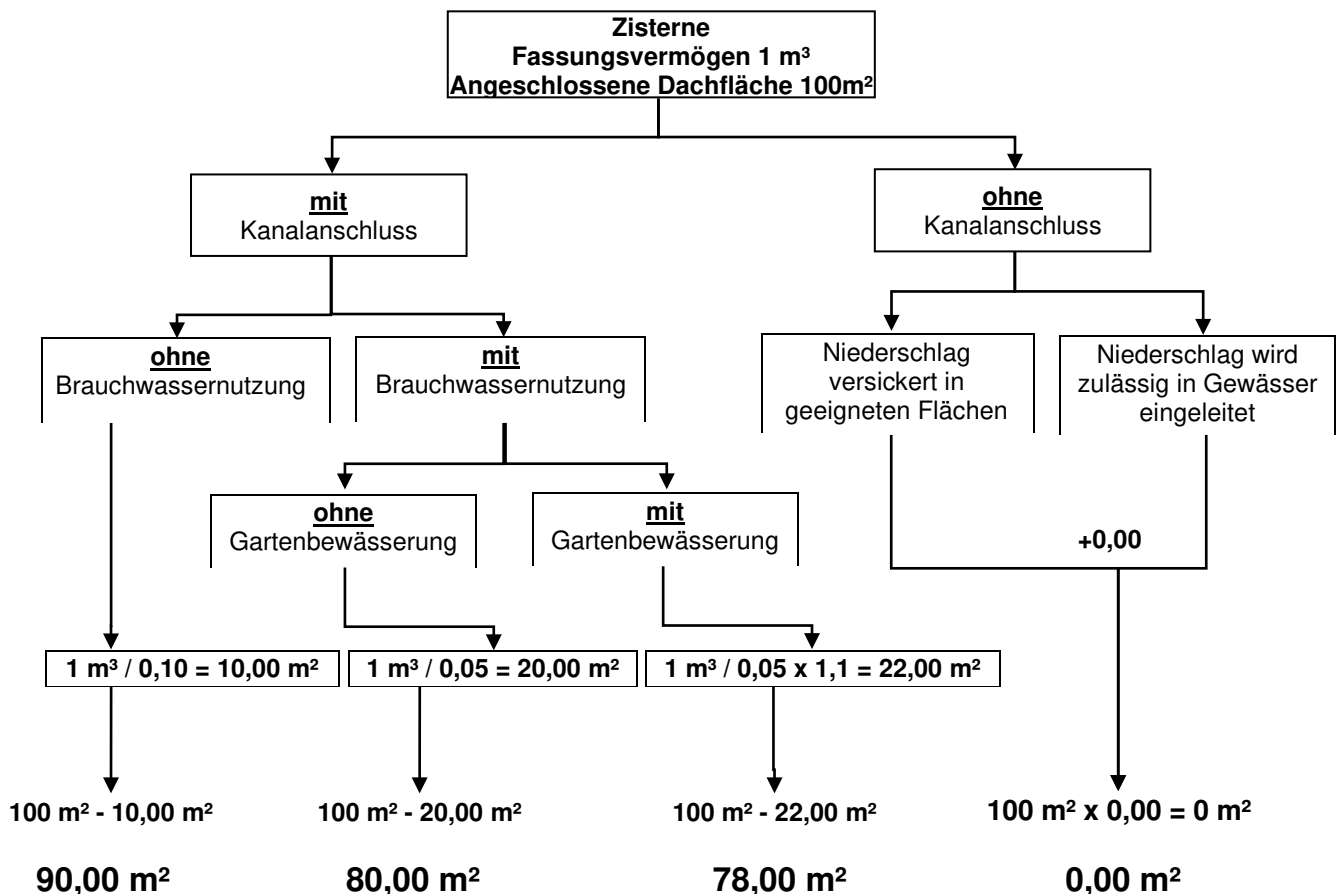 Zisterne
Fassungsvermögen 1 m³
Angeschlossene Dachfläche 100m²
mit
Kanalanschluss
ohne
Kanalanschluss
ohne
Brauchwassernutzung
mit
Brauchwassernutzung
Niederschlag
versickert in
geeigneten Flächen
Niederschlag wird
zulässig in Gewässer
eingeleitet
ohne
Gartenbewässerung
mit
Gartenbewässerung
+0,00
1 m³ / 0,10 = 10,00 m²
1 m³ / 0,05 = 20,00 m²
1 m³ / 0,05 x 1,1 = 22,00 m²
100 m² - 10,00 m²
100 m² - 20,00 m²
100 m² - 22,00 m²
100 m² x 0,00 = 0 m²
90,00 m²
80,00 m²
78,00 m²
0,00 m²